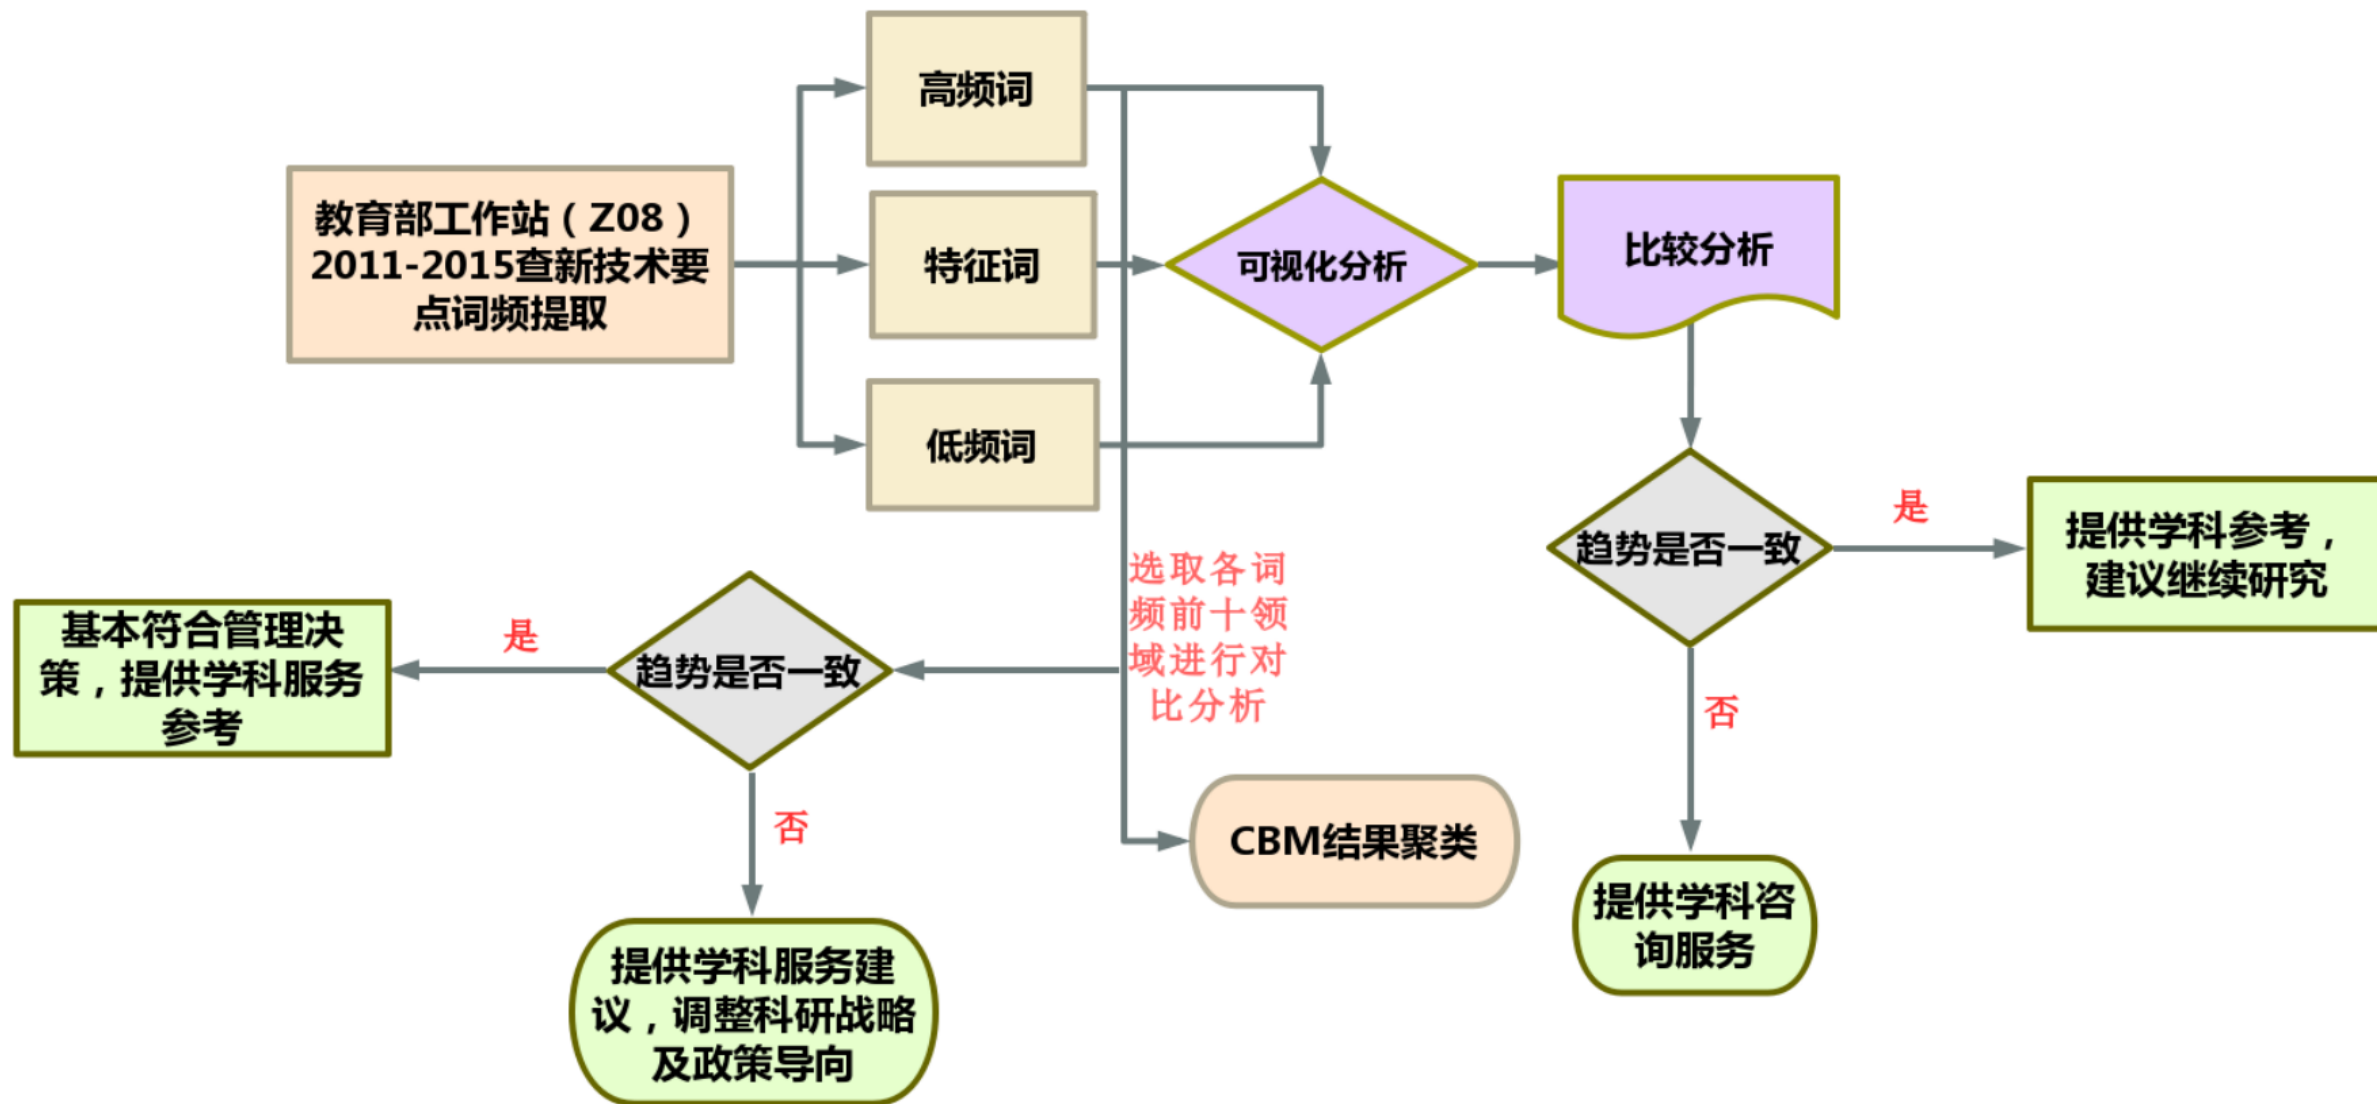 高频词
教育部工作站（Z08）
2011-2015查新技术要
点词频提取
特征词
低频词
可视化分析
比较分析
趋势是否一致
是
提供学科参考，
建议继续研究
否
提供学科咨
询服务
选取各词
频前十领
域进行对
比分析
CBM结果聚类
趋势是否一致
是
基本符合管理决
策，提供学科服务
参考
否
提供学科服务建
议，调整科研战略
及政策导向